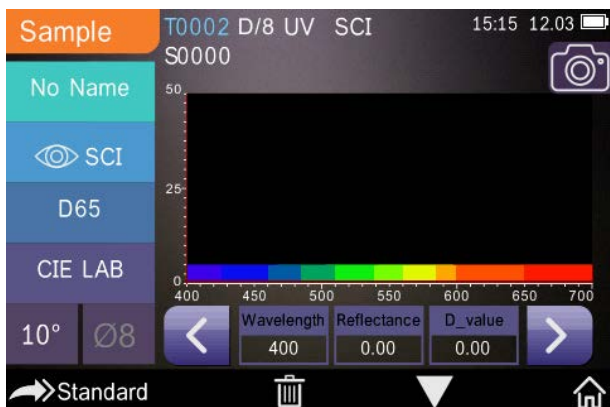 Sample
T0002 D/8 UV SCI 15:15 12.03
S0000
No Name
SCI
D65
CIE LAB
10° Ø8
50
25
0
400 450 500 550 600 650 700
Wavelength Reflectance D_value
400 0.00 0.00
Standard